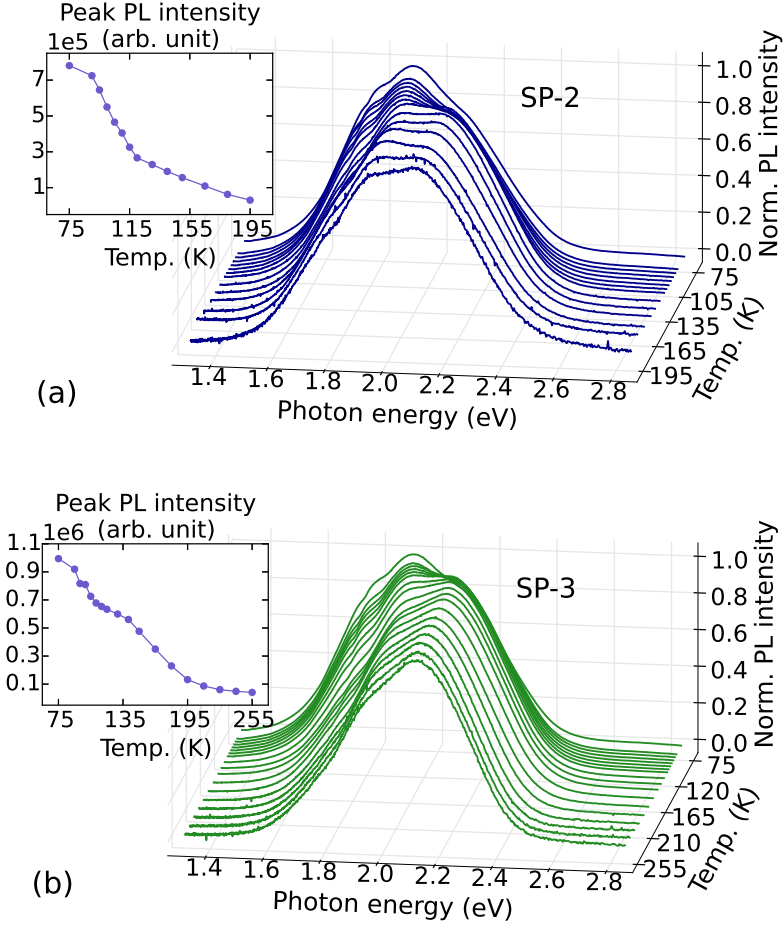 Peak PL intensity
1e5 (arb. unit)
7
5
3
1
75 115 155 195
Temp. (K)
SP-2
1.0
0.8
0.6
0.4
0.2
0.0
Norm. PL intensity
75
105
135
165
195
Temp. (K)
1.4 1.6 1.8 2.0 2.2 2.4 2.6 2.8
Photon energy (eV)
(a)
Peak PL intensity
1e6 (arb. unit)
1.1
0.9
0.7
0.5
0.3
0.1
75 135 195 255
Temp. (K)
SP-3
1.0
0.8
0.6
0.4
0.2
0.0
Norm. PL intensity
75
120
165
210
255
Temp. (K)
1.4 1.6 1.8 2.0 2.2 2.4 2.6 2.8
Photon energy (eV)
(b)